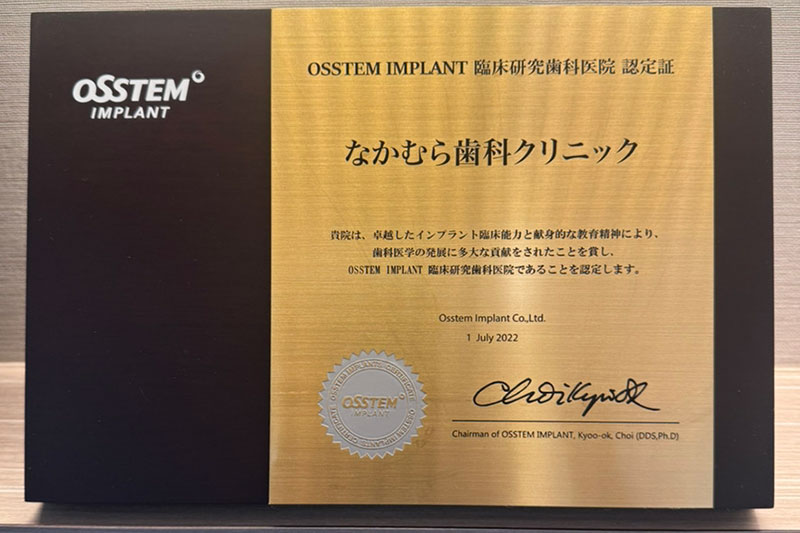 OSSTEM
IMPLANT
OSSTEM IMPLANT 臨床研究歯科医院 認定証
なかむら歯科クリニック
貴院は、卓越したインプラント臨床能力と献身的な教育精神により、
歯科医学の発展に多大な貢献をされたことを賞し、
OSSTEM IMPLANT 臨床研究歯科医院であることを認定します。
Osstem Implant Co.,Ltd.
1 July 2022
OSSTEM IMPLANTS CERTIFICATE
OSSTEM IMPLANTS CERTIFICATE
OSSTEM
IMPLANT
Chairman of OSSTEM IMPLANT, Kyoo-ok, Choi (DDS,Ph.D)